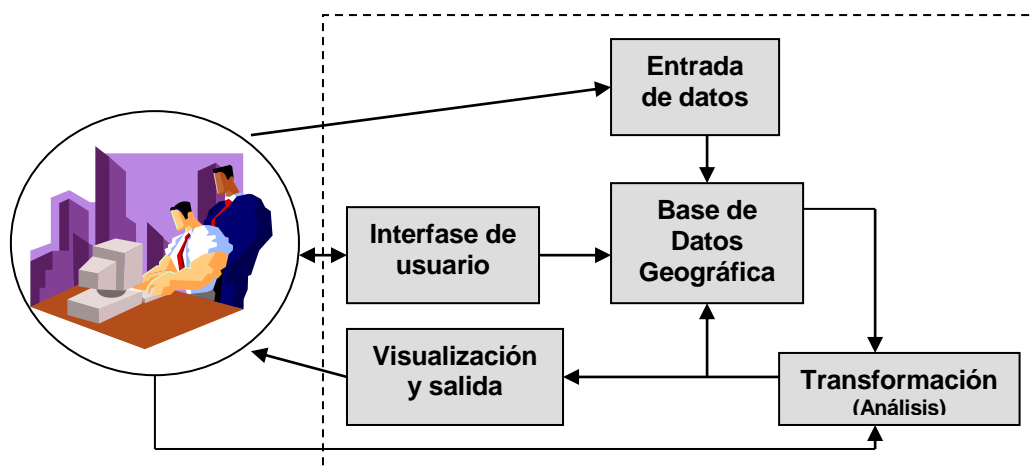 Entrada
de datos
Interfase de
usuario
Base de
Datos
Geográfica
Visualización
y salida
Transformación
(Análisis)